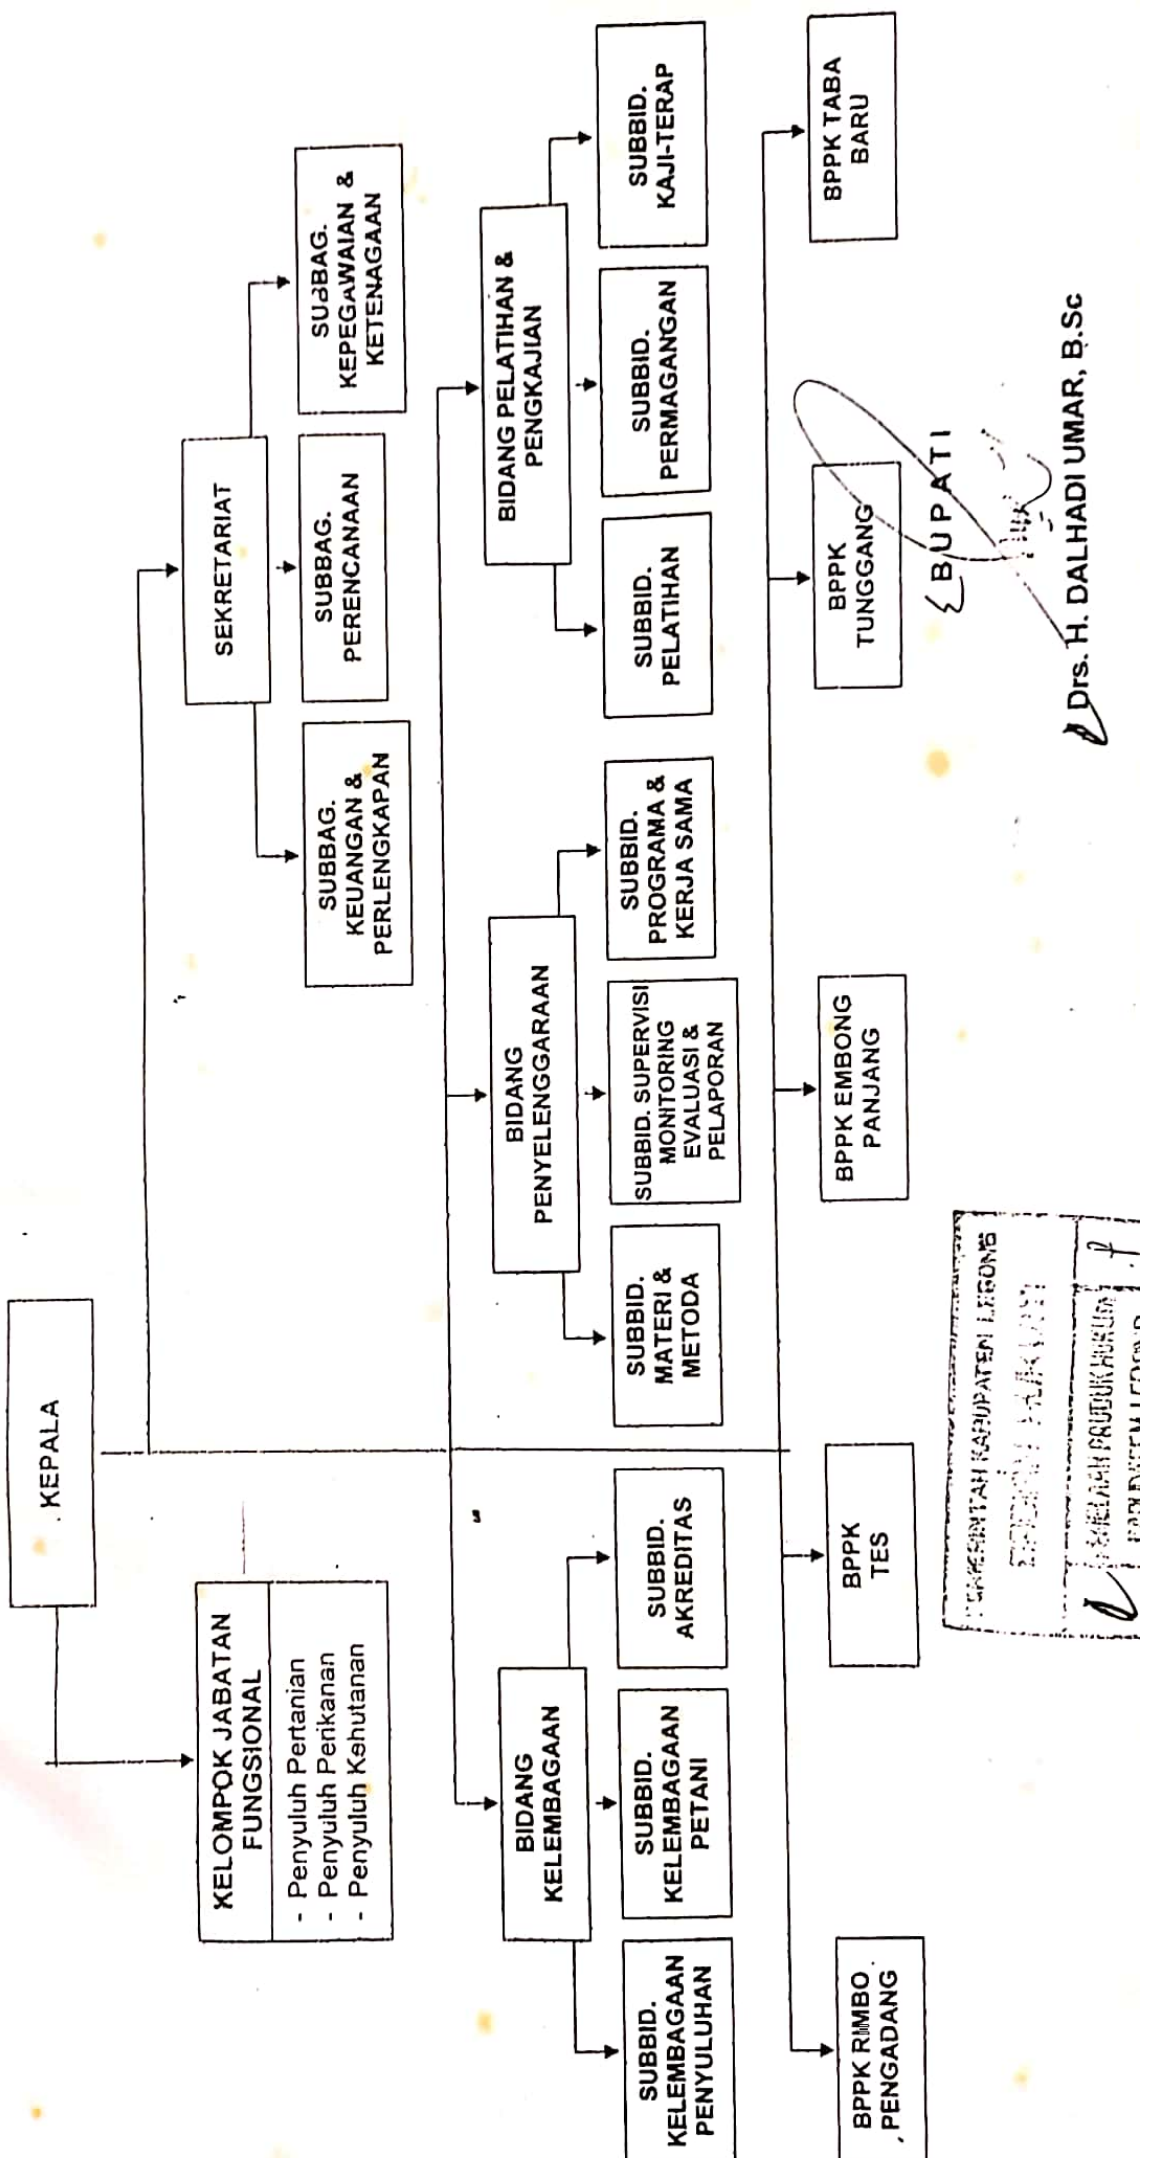 KEPALA
KELOMPOK JABATAN
FUNGSIONAL
- Penyuluh Pertanian
- Penyuluh Perikanan
- Penyuluh Kehutanan
SEKRETARIAT
SUBBAG.
KEUANGAN &
PERLENGKAPAN
SUBBAG.
PERENCANAAN
SUBBAG.
KEPEGAWAIAN &
KETENAGAAN
BIDANG
KELEMBAGAAN
BIDANG
PENYELENGGARAAN
BIDANG PELATIHAN &
PENGKAJIAN
SUBBID.
KELEMBAGAAN
PENYULUHAN
SUBBID.
KELEMBAGAAN
PETANI
SUBBID.
AKREDITAS
SUBBID.
MATERI &
METODA
SUBBID. SUPERVISI
MONITORING
EVALUASI &
PELAPORAN
SUBBID.
PROGRAMA &
KERJA SAMA
SUBBID.
PELATIHAN
SUBBID.
PERMAGANGAN
SUBBID.
KAJI-TERAP
BPPK RIMBO
PENGADANG
BPPK
TES
BPPK EMBONG
PANJANG
BPPK
TUNGGANG
BPPK TABA
BARU
PEMERINTAH KABUPATEN LEBONG
PRODUK HUKUM
BUPATI
Drs. H. DALHADI UMAR, B.Sc